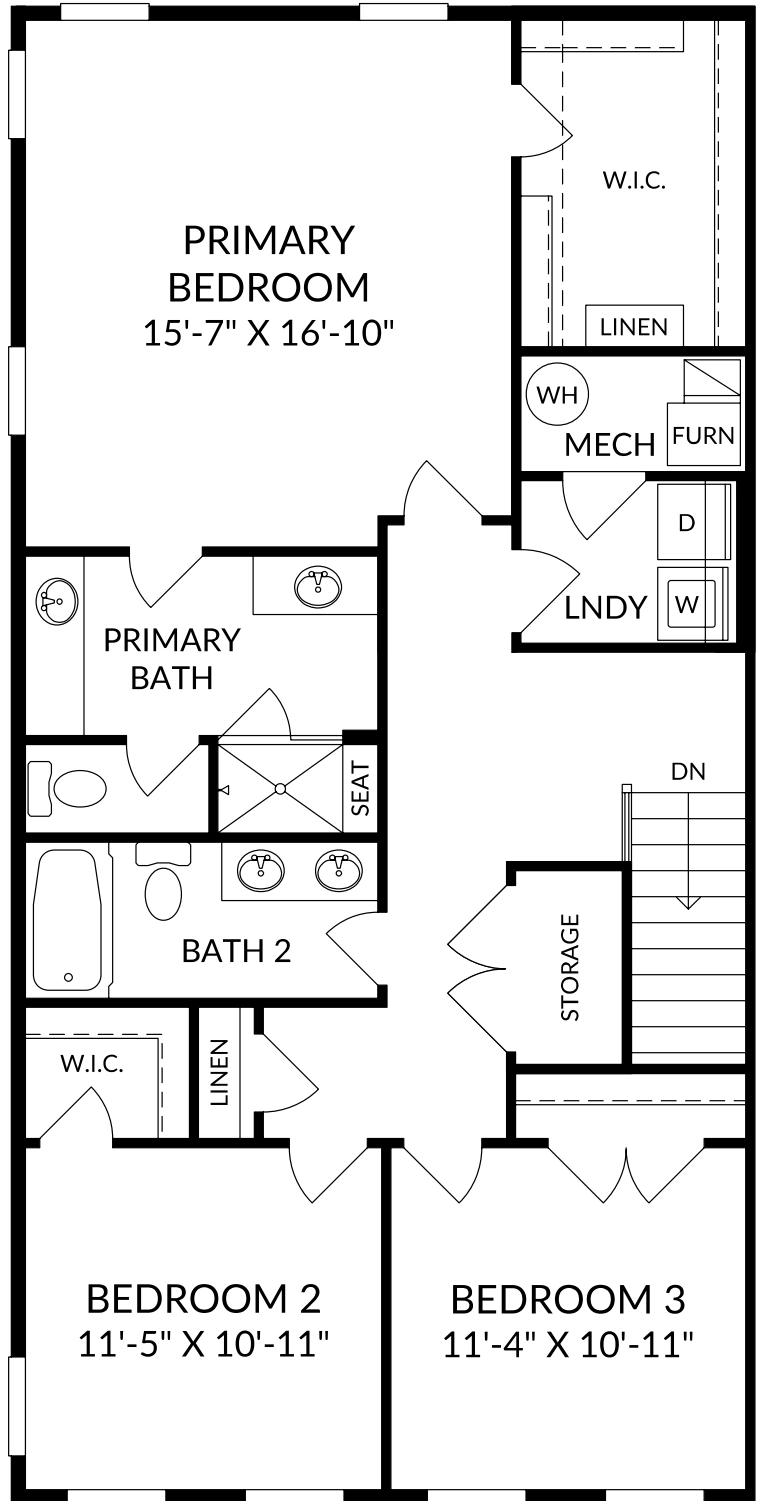 W.I.C.
PRIMARY
BEDROOM
15'-7" X 16'-10"
LINEN
WH
MECH
FURN
D
LNDY
W
PRIMARY
BATH
DN
SEAT
BATH 2
STORAGE
W.I.C.
LINEN
BEDROOM 2
11'-5" X 10'-11"
BEDROOM 3
11'-4" X 10'-11"